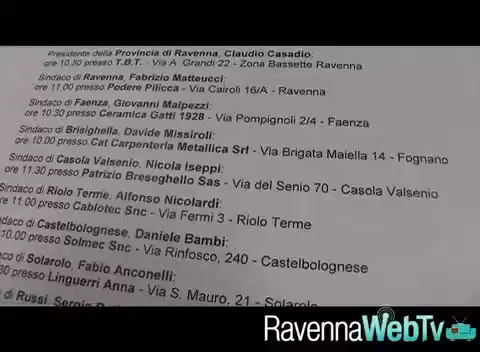 Presidente della Provincia di Ravenna, Claudio Casadio:
ore 10.30 presso T.B.T. - Via A. Grandi 22 - Zona Bassette Ravenna
Sindaco di Ravenna, Fabrizio Matteucci:
ore 11.00 presso Podere Pilicca - Via Cairoli 16/A - Ravenna
Sindaco di Faenza, Giovanni Malpezzi:
ore 10.30 presso Ceramica Gatti 1928 - Via Pompignoli 2/4 - Faenza
Sindaco di Brisighella, Davide Missiroli:
ore 10.00 presso Cat Carpenteria Metallica Srl - Via Brigata Maiella 14 - Fognano
Sindaco di Casola Valsenio, Nicola Iseppi:
ore 11.30 presso Patrizio Breseghello Sas - Via del Senio 70 - Casola Valsenio
Sindaco di Riolo Terme, Alfonso Nicolardi:
ore 11.00 presso Cablotec Snc - Via Fermi 3 - Riolo Terme
ndaco di Castelbolognese, Daniele Bambi:
10.00 presso Solmec Snc - Via Rinfosco, 240 - Castelbolognese
co di Solarolo, Fabio Anconelli:
30 presso Linguerri Anna - Via S. Mauro, 21 - Solarolo
di Russi, Sergio
RavennaWebTv